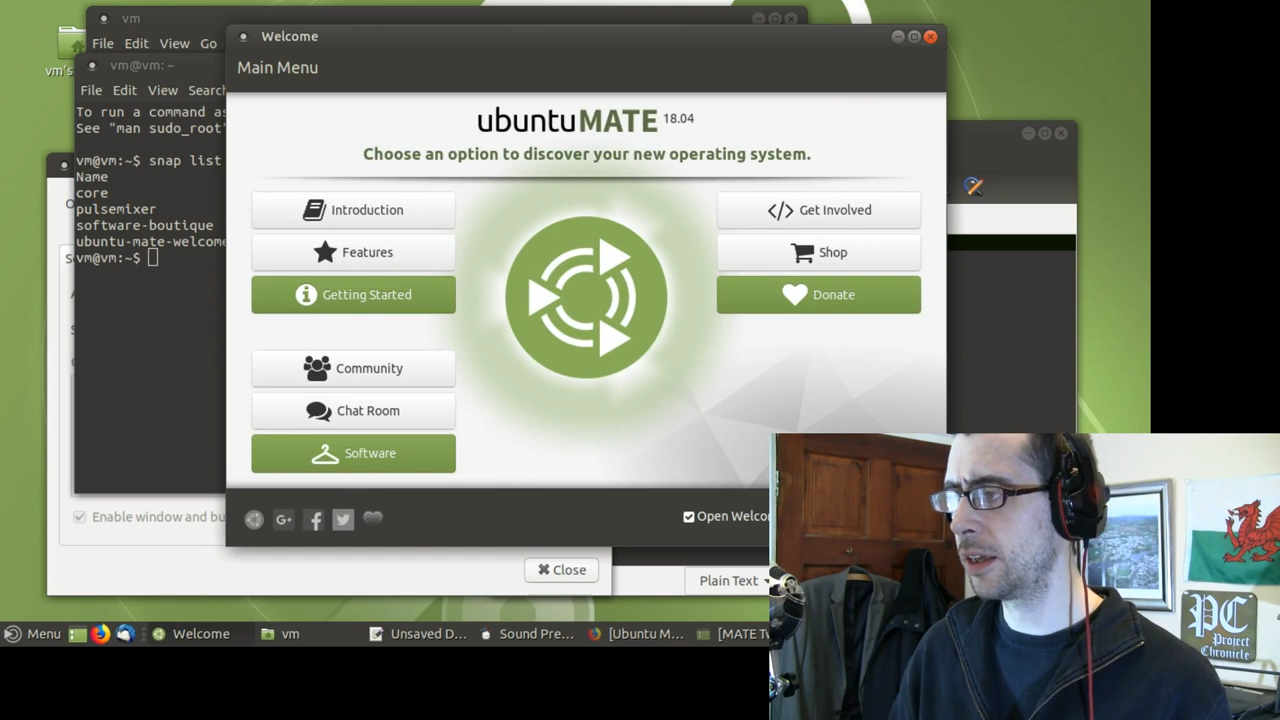 vm
File Edit View Go
vm's
vm@vm: ~
File Edit View Search
To run a command as
See "man sudo_root"
vm@vm:~$ snap list
Name
core
pulsemixer
software-boutique
ubuntu-mate-welcome
vm@vm:~$
Enable window and bu
Close
Plain Text
Welcome
Main Menu
ubuntu MATE 18.04
Choose an option to discover your new operating system.
Introduction
Features
Getting Started
Community
Chat Room
Software
Get Involved
Shop
Donate
G+
Open Welco
Menu
Welcome
vm
Unsaved D...
Sound Pre...
[Ubuntu M...
[MATE Tw
PC
Project
Chronicle